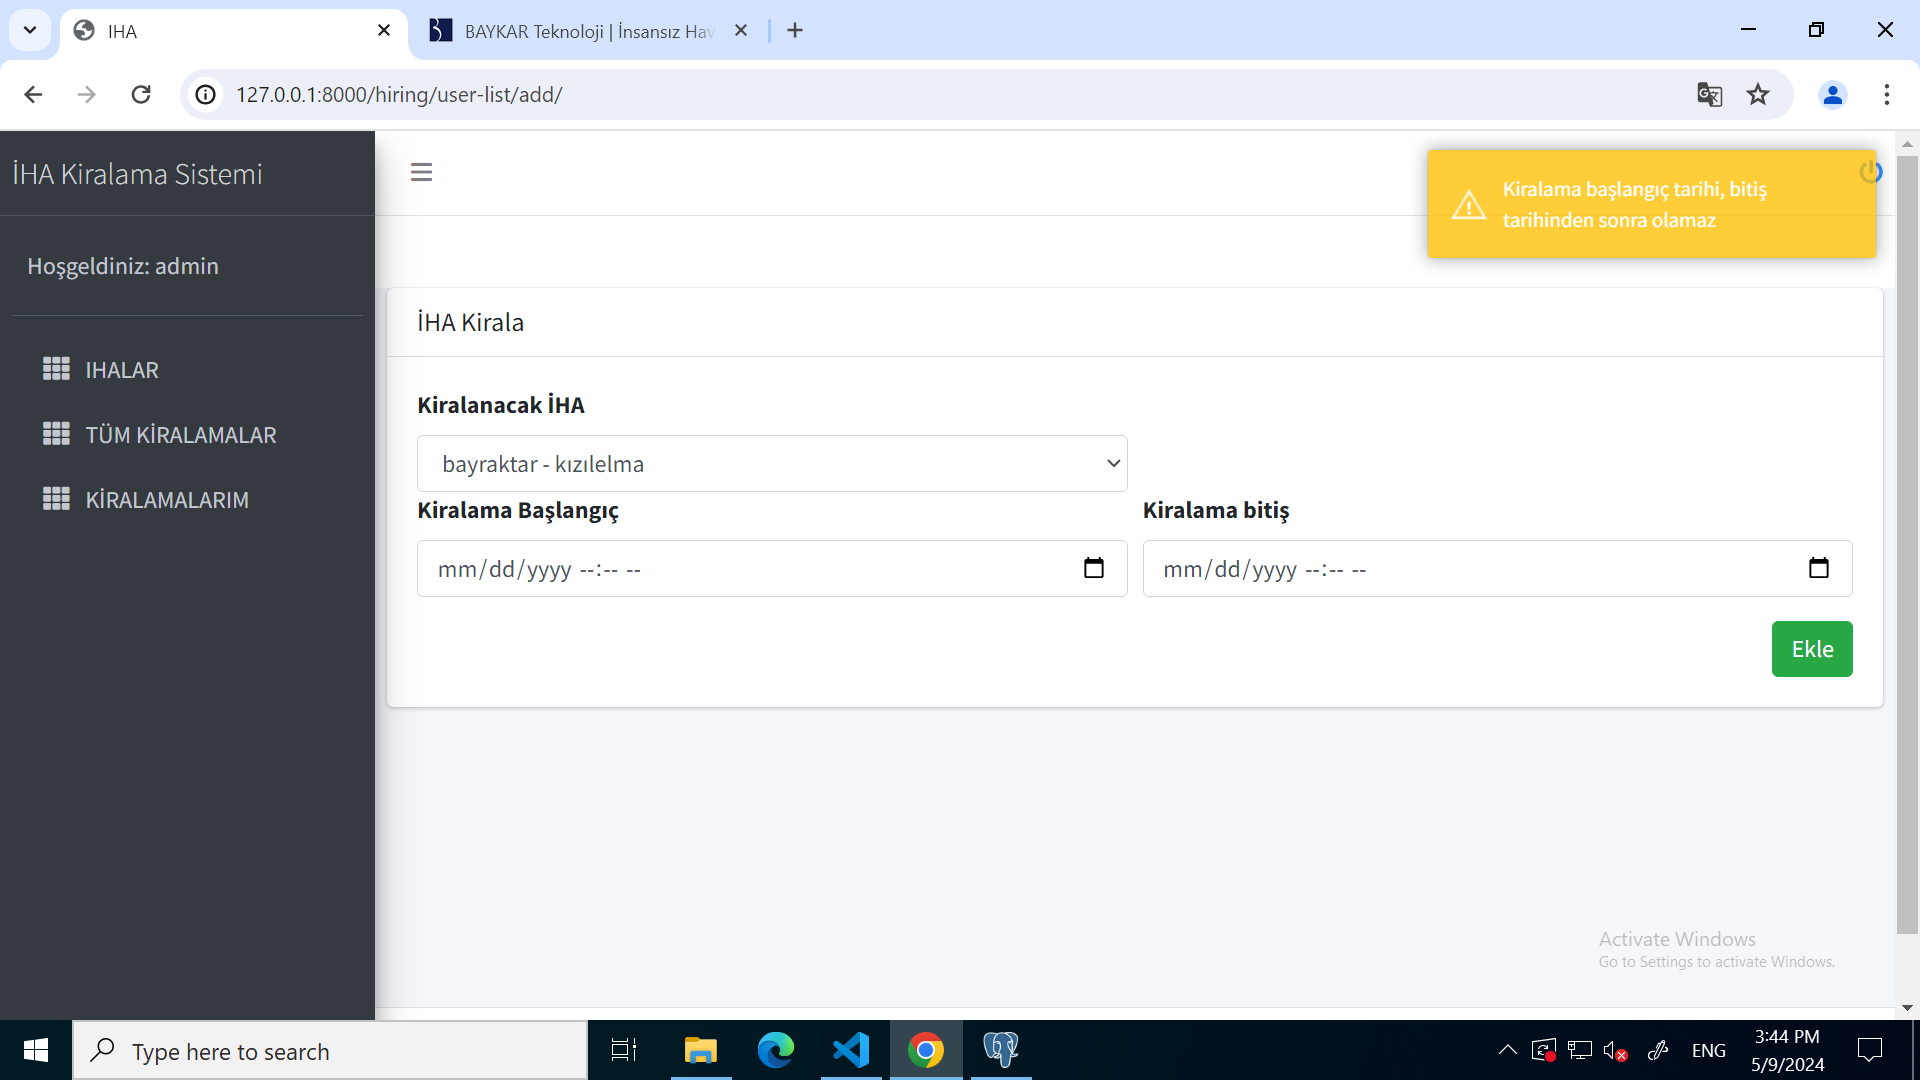 IHA
BAYKAR Teknoloji | İnsansız Hav
127.0.0.1:8000/hiring/user-list/add/
İHA Kiralama Sistemi
Kiralama başlangıç tarihi, bitiş
tarihinden sonra olamaz
Hoşgeldiniz: admin
IHALAR
TÜM KİRALAMALAR
KİRALAMALARIM
İHA Kirala
Kiralanacak İHA
bayraktar - kızılelma
Kiralama Başlangıç
Kiralama bitiş
mm/dd/yyyy --:-- --
mm/dd/yyyy --:-- --
Ekle
Activate Windows
Go to Settings to activate Windows.
Type here to search
ENG
3:44 PM
5/9/2024